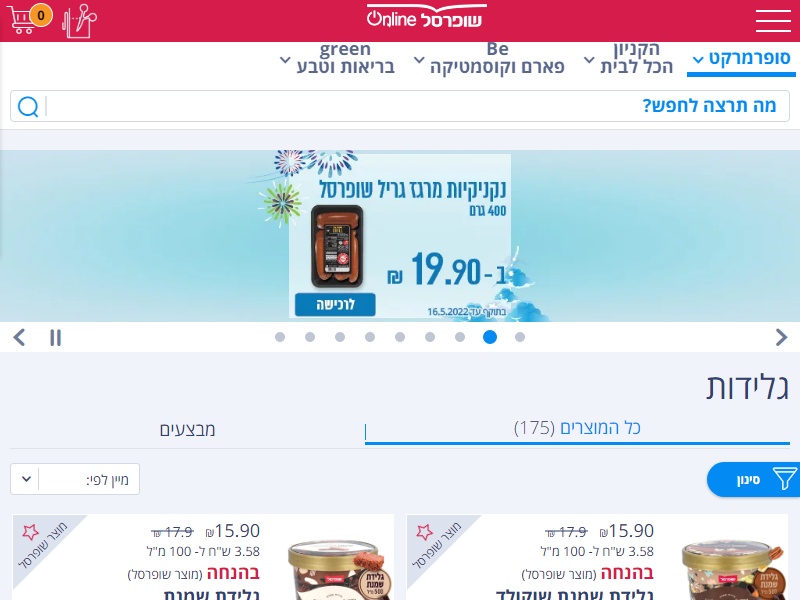 שופרסל Online
0
סופרמרקט
הקניון
הכל לבית
Be
פארם וקוסמטיקה
green
בריאות וטבע
מה תרצה לחפש?
נקניקיות מרגז גריל שופרסל
400 גרם
ב- 19.90 ₪
לרכישה
בתוקף עד 16.5.2022
גלידות
כל המוצרים (175)
מבצעים
סינון
מיין לפי:
מוצר שופרסל
15.90₪ 17.9 ₪
3.58 ש"ח ל- 100 מ"ל
בהנחה (מוצר שופרסל)
גלידת שמנת שוקולד
גלידת שמנת
מוצר שופרסל
15.90₪ 17.9 ₪
3.58 ש"ח ל- 100 מ"ל
בהנחה (מוצר שופרסל)
גלידת שמנת